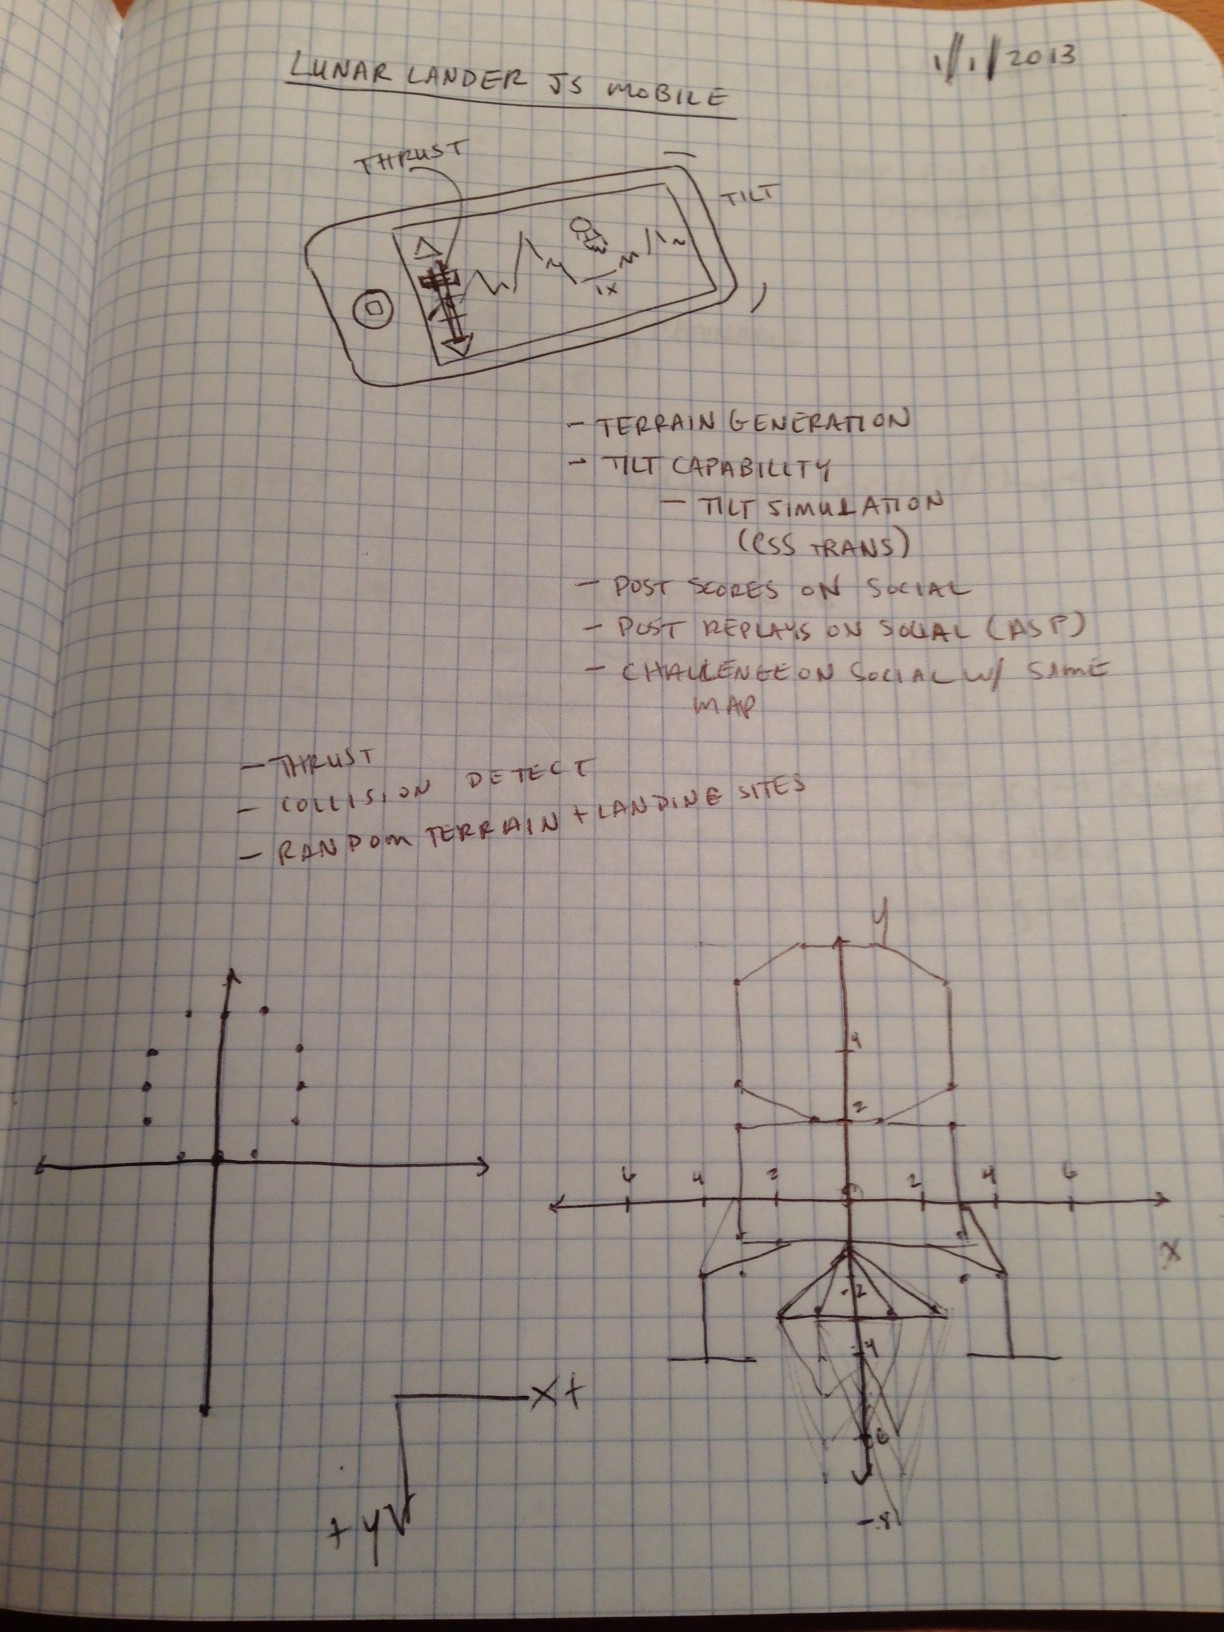 LUNAR LANDER JS MOBILE
1/1/2013
THRUST
TILT
1X
- TERRAIN GENERATION
- TILT CAPABILITY
- TILT SIMULATION
(CSS TRANS)
- POST SCORES ON SOCIAL
- POST REPLAYS ON SOCIAL (ASP)
- CHALLENGE ON SOCIAL W/ SAME
MAP
- THRUST
- COLLISION DETECT
- RANDOM TERRAIN + LANDING SITES
y
4
2
6 4 2 0 2 4 6
x
-2
-4
6
-8
x+
+y